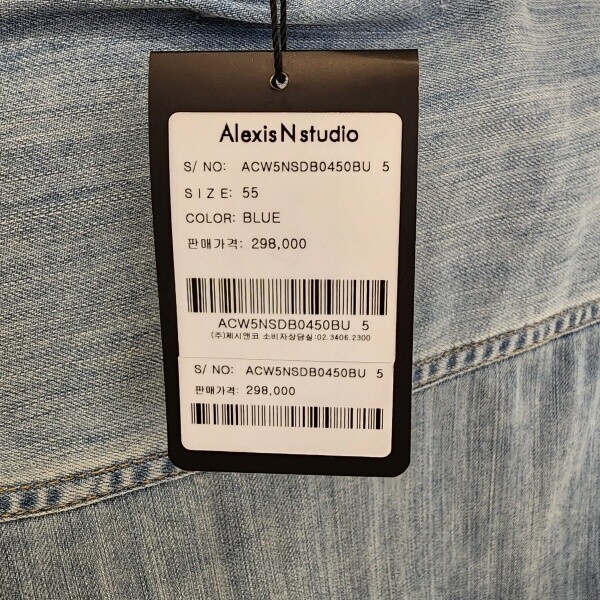 Alexis N studio
S/ NO: ACW5NSDB0450BU 5
SIZE: 55
COLOR: BLUE
판매가격: 298,000
ACW5NSDB0450BU 5
(주)제시앤코 소비자상담실:02.3406.2300
S/ NO: ACW5NSDB0450BU 5
판매가격: 298,000